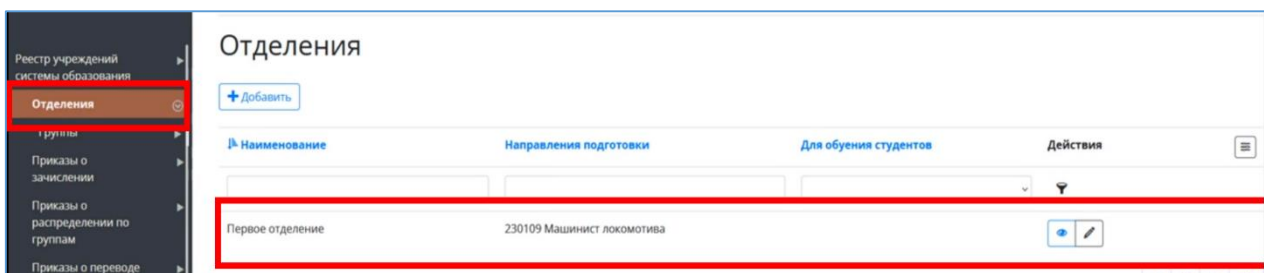 Отделения
Реестр учреждений
системы образования
Отделения
Группы
Приказы о
зачислении
Приказы о
распределении по
группам
Приказы о переводе
Добавить
Наименование
Направления подготовки
Для обуения студентов
Действия
Первое отделение
230109 Машинист локомотива